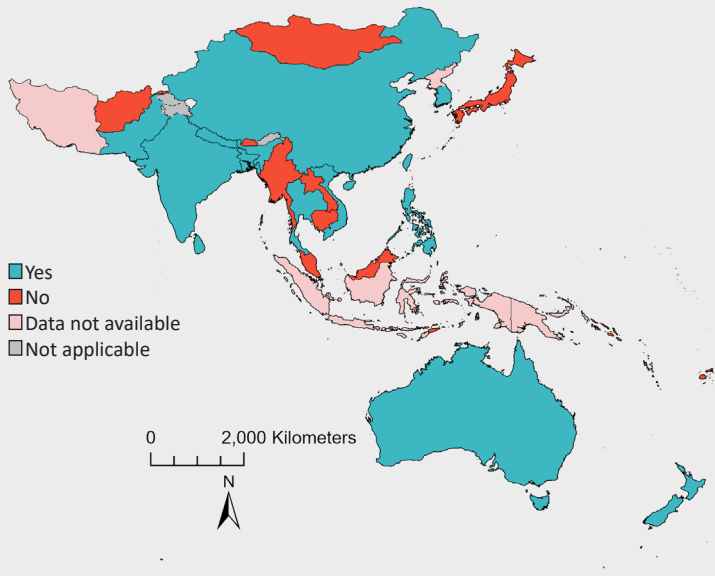 Yes
No
Data not available
Not applicable
0 2,000 Kilometers
N